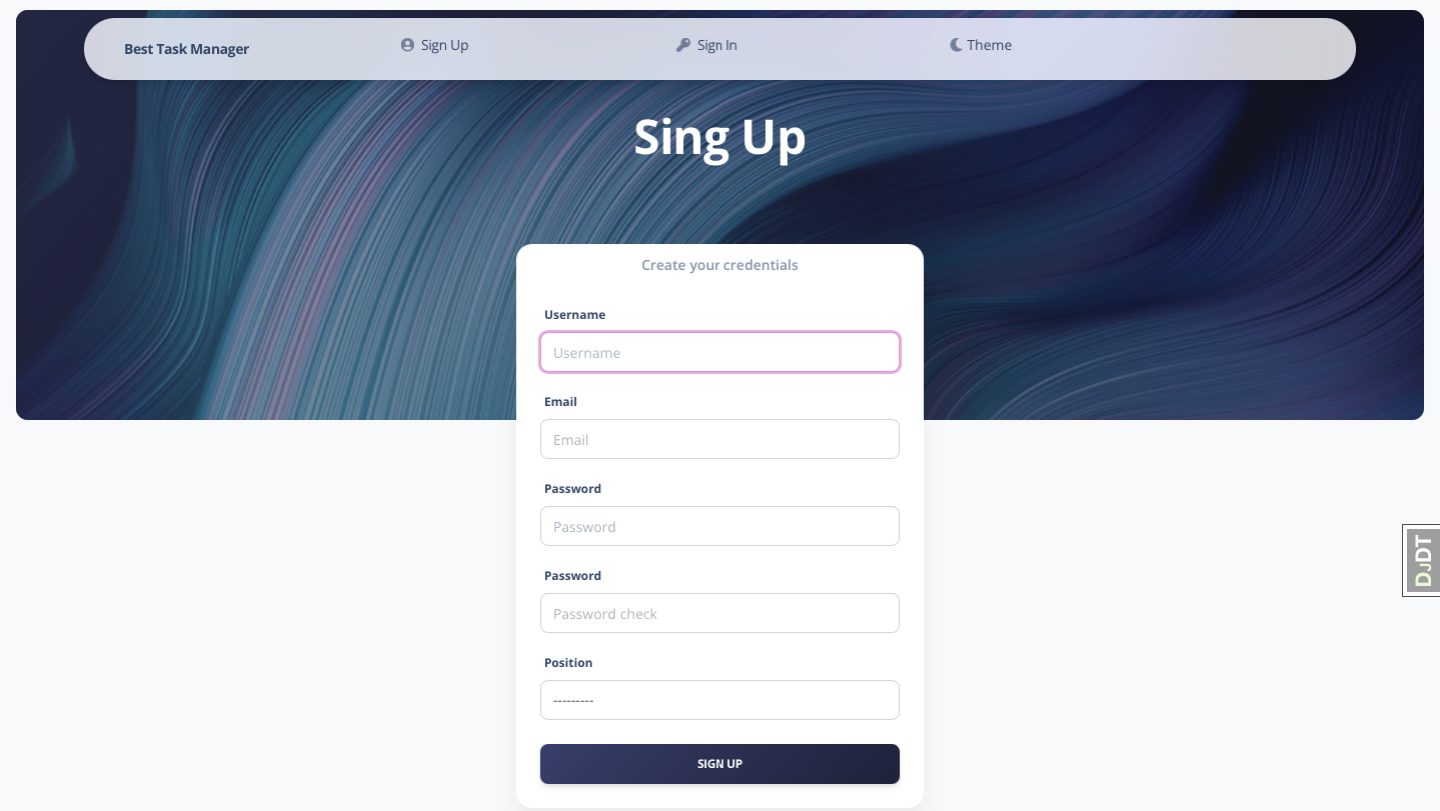 Best Task Manager
Sign Up
Sign In
Theme
Sing Up
Create your credentials
Username
Username
Email
Email
Password
Password
Password
Password check
Position
---------
SIGN UP
DJDT